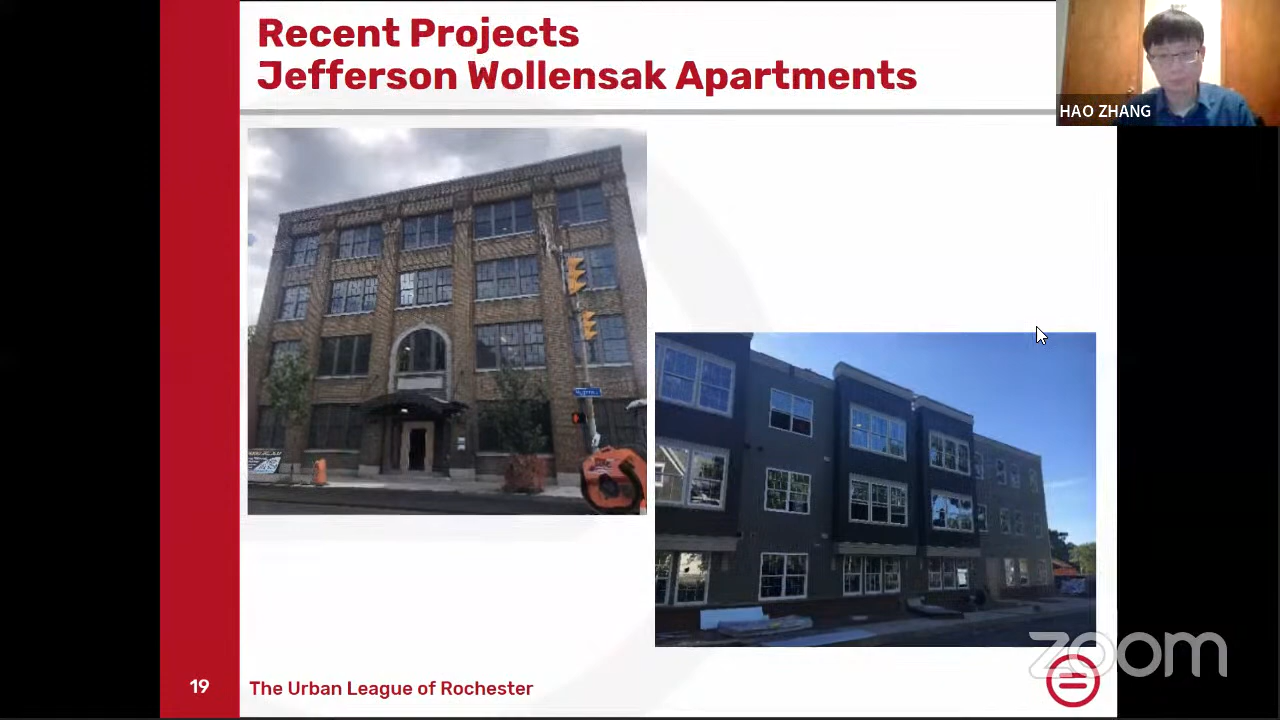 Recent Projects
Jefferson Wollensak Apartments
HAO ZHANG
19
The Urban League of Rochester
zoom